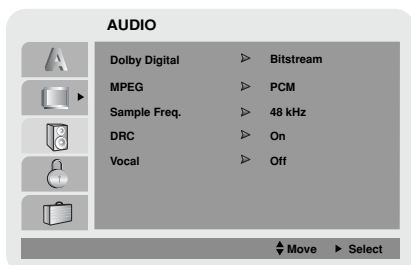 AUDIO
Dolby Digital Bitstream
MPEG PCM
Sample Freq. 48 kHz
DRC On
Vocal Off
Move Select